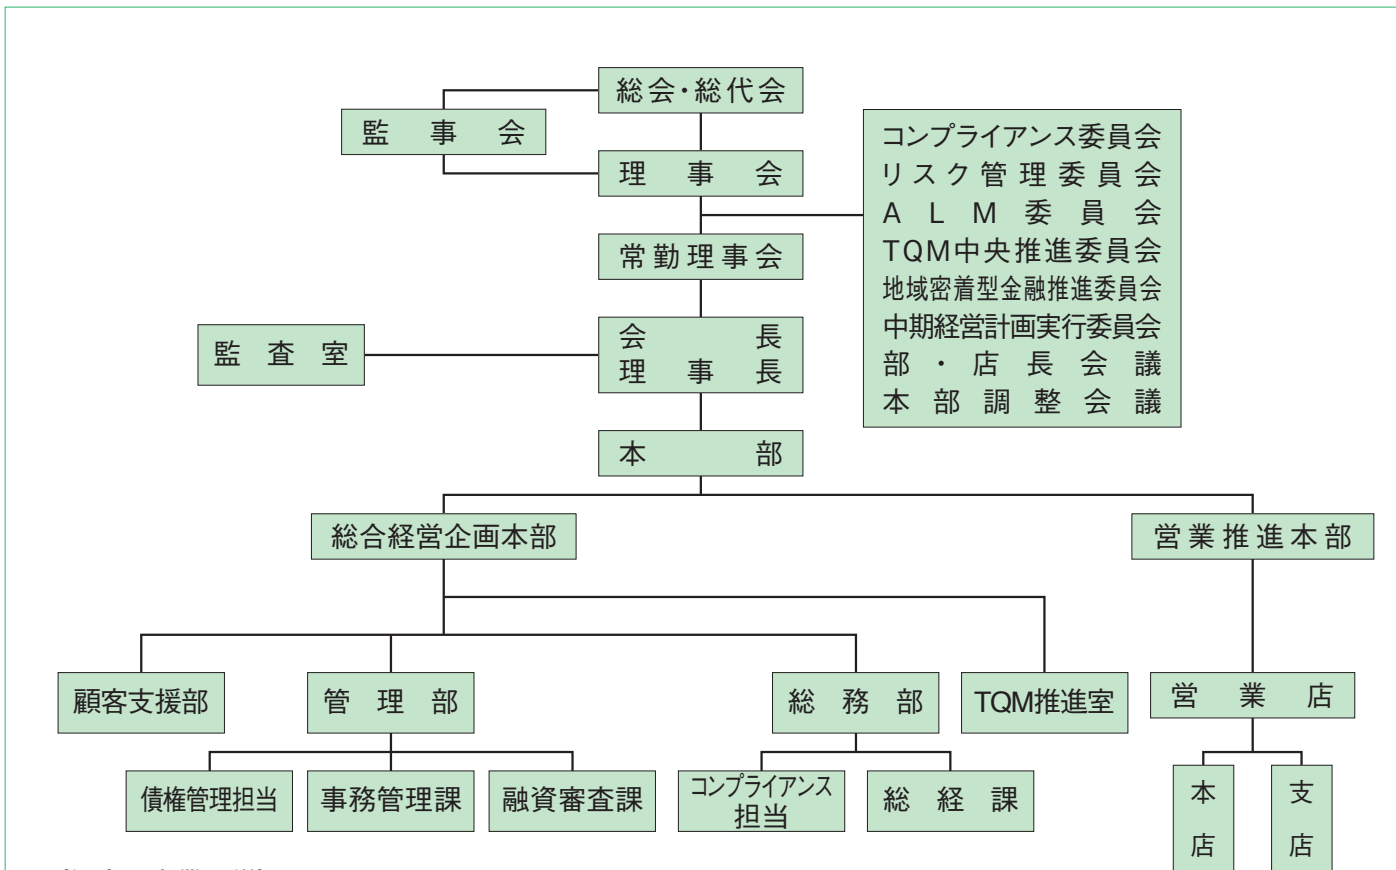 総会・総代会
監事会
理事会
コンプライアンス委員会
リスク管理委員会
ALM委員会
TQM中央推進委員会
地域密着型金融推進委員会
中期経営計画実行委員会
部・店長会議
本部調整会議
常勤理事会
監査室
会長
理事長
本部
総合経営企画本部
営業推進本部
顧客支援部
管理部
総務部
TQM推進室
営業店
債権管理担当
事務管理課
融資審査課
コンプライアンス
担当
総経課
本店
支店